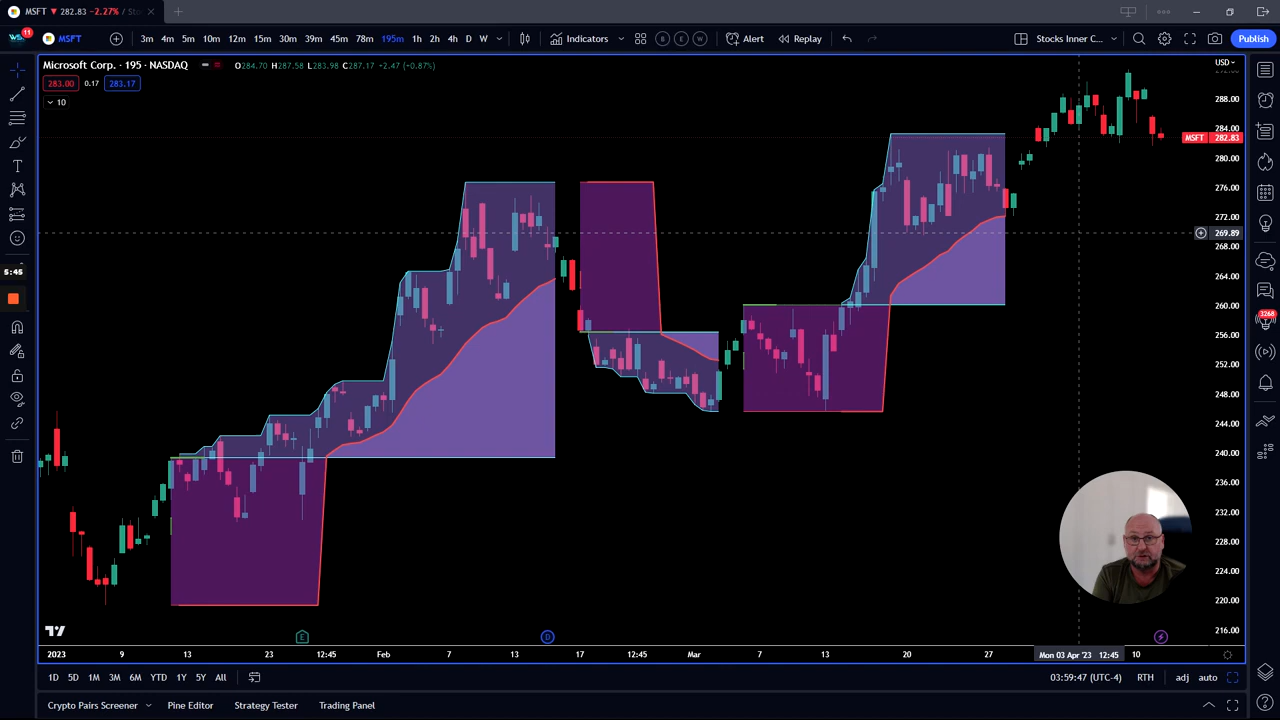 MSFT ▼ 282.83 −2.27% / Sto
11
MSFT 3m 4m 5m 10m 12m 15m 30m 39m 45m 78m 195m 1h 2h 4h D W Indicators B E W Alert Replay Stocks Inner C... Publish
Microsoft Corp. · 195 · NASDAQ O284.70 H287.58 L283.98 C287.17 +2.47 (+0.87%) USD
283.00 0.17 283.17
10
288.00
284.00
MSFT 282.83
280.00
276.00
272.00
269.89
268.00
5:45
264.00
260.00
3268
256.00
252.00
248.00
244.00
240.00
236.00
232.00
228.00
224.00
220.00
216.00
E D
2023 9 13 23 12:45 Feb 7 13 17 12:45 Mar 7 13 20 27 Mon 03 Apr '23 12:45 10
1D 5D 1M 3M 6M YTD 1Y 5Y All 03:59:47 (UTC-4) RTH adj auto
Crypto Pairs Screener Pine Editor Strategy Tester Trading Panel